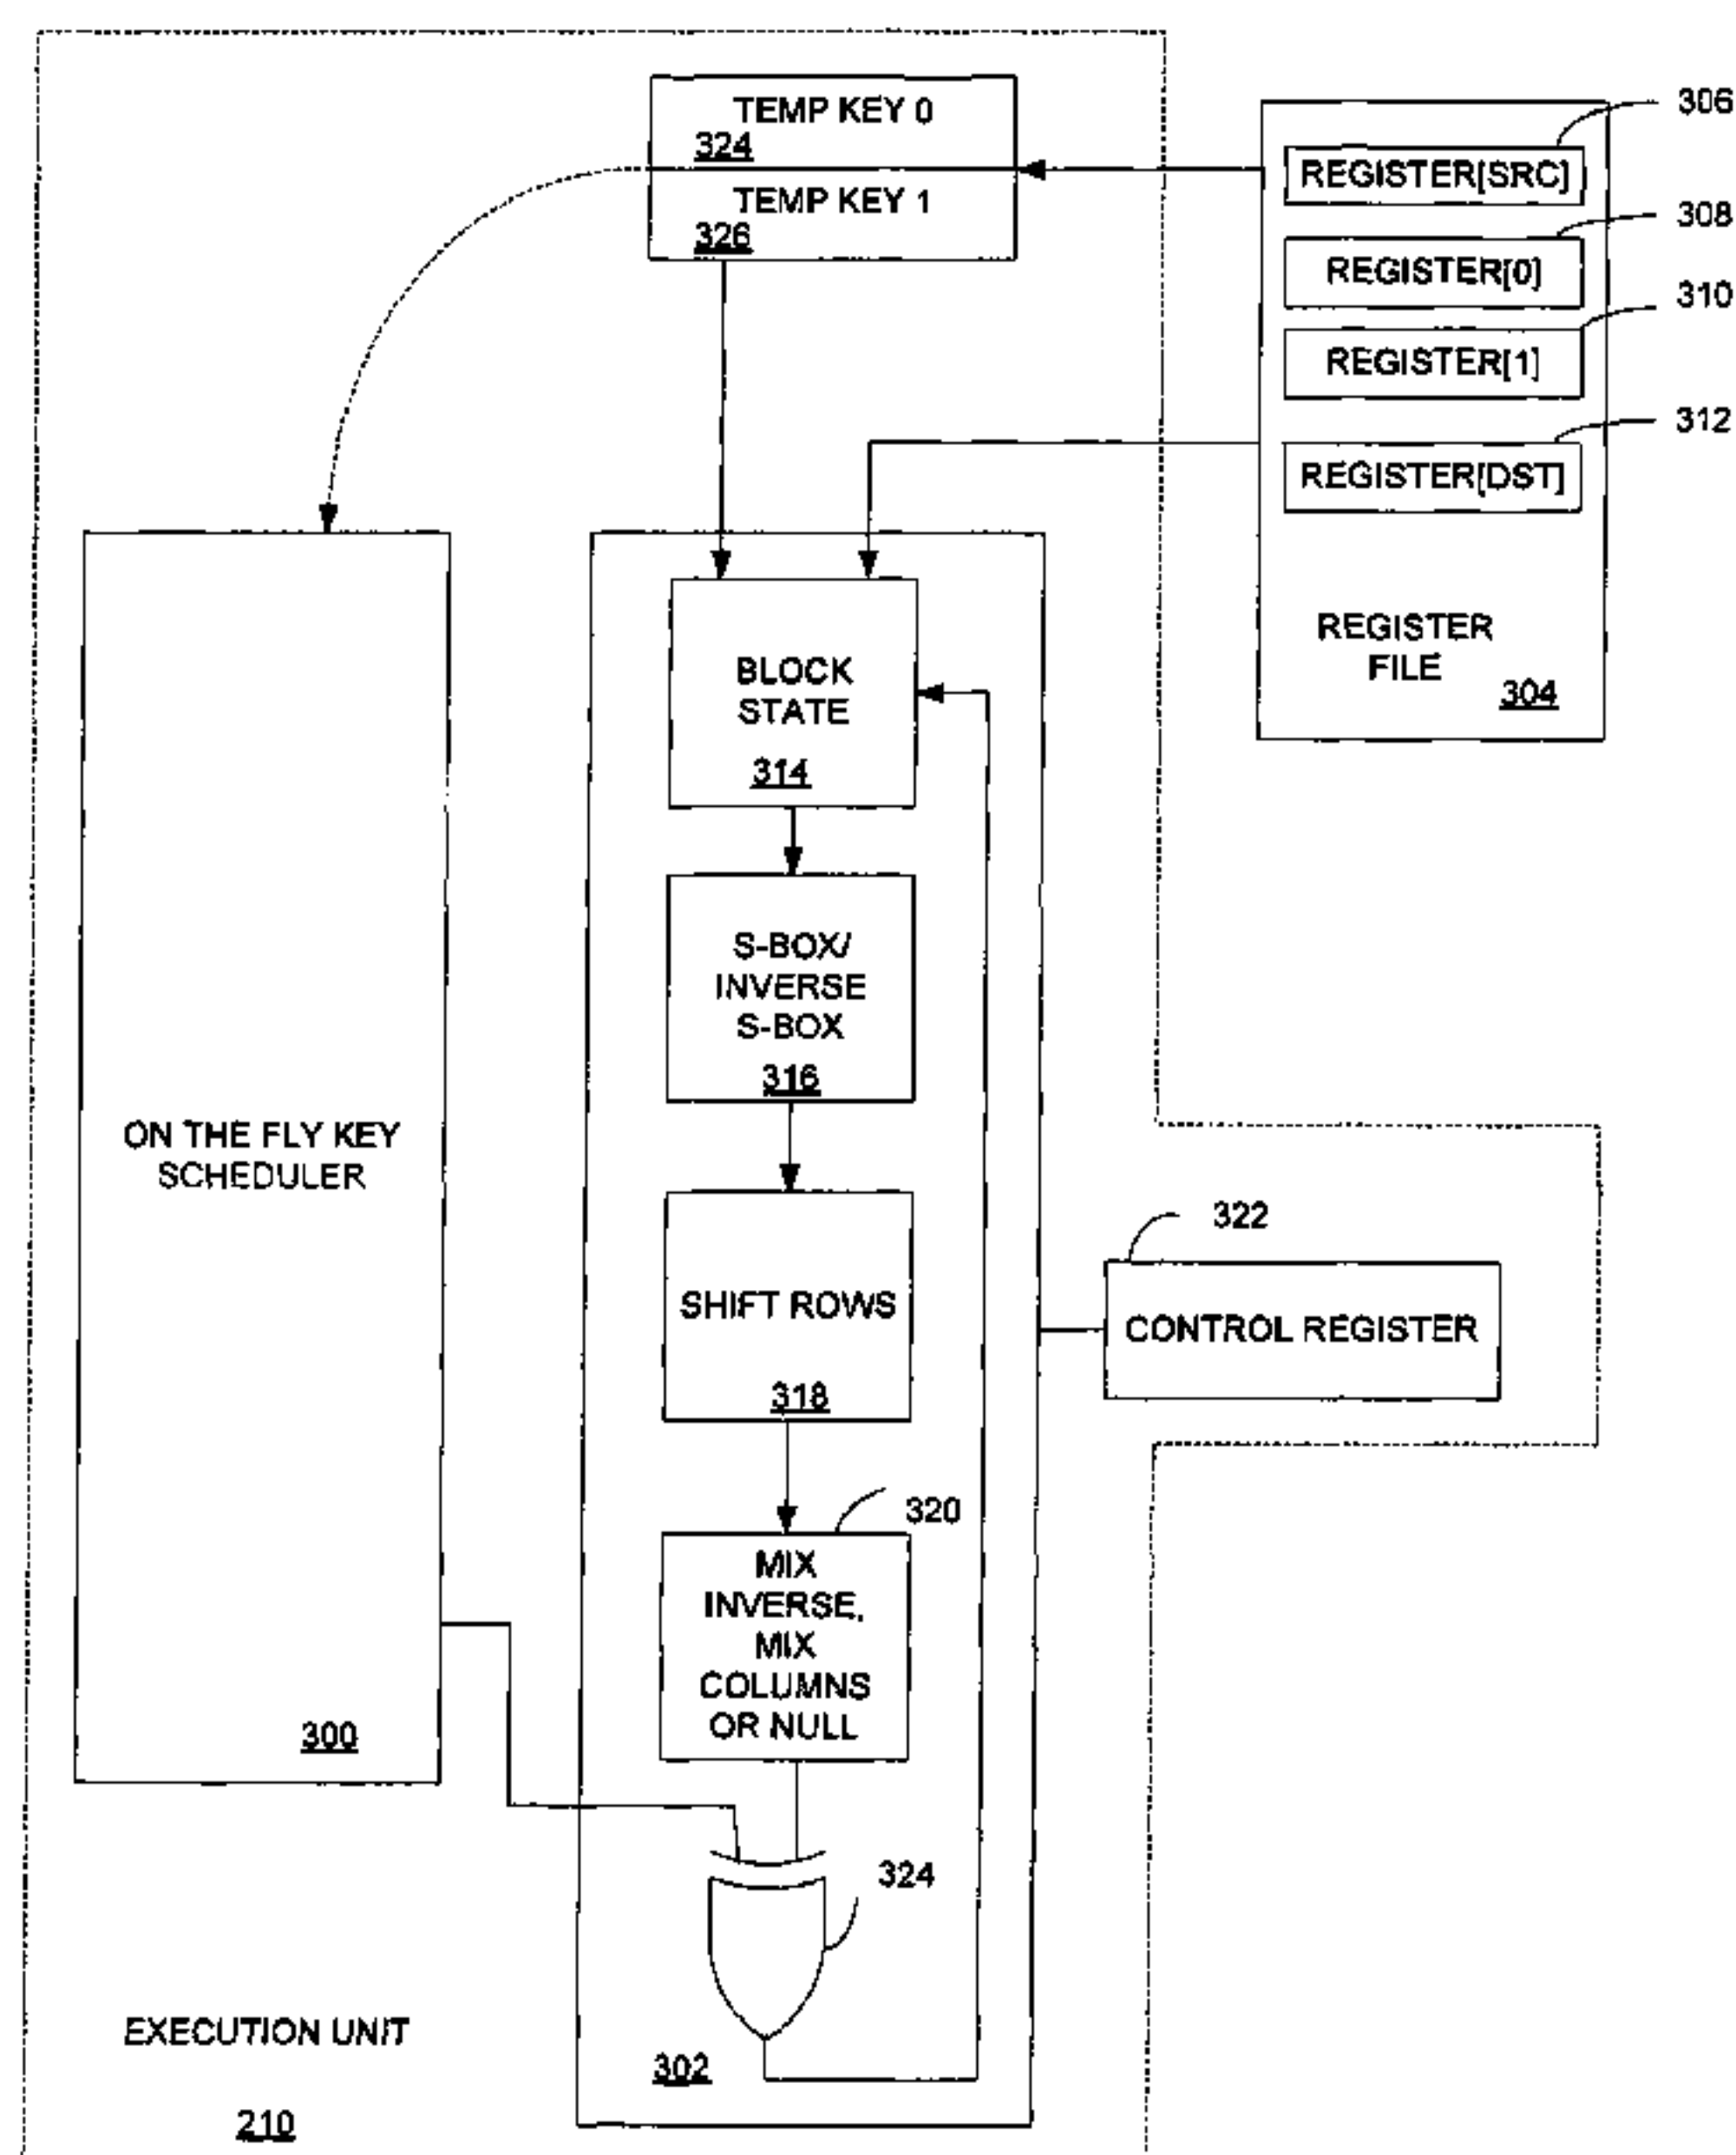 TEMP KEY 0
324
TEMP KEY 1
326
306
REGISTER[SRC]
308
REGISTER[0]
310
REGISTER[1]
312
REGISTER[DST]
REGISTER
FILE
304
BLOCK
STATE
314
S-BOX/
INVERSE
S-BOX
316
ON THE FLY KEY
SCHEDULER
300
SHIFT ROWS
318
322
CONTROL REGISTER
320
MIX
INVERSE,
MIX
COLUMNS
OR NULL
324
302
EXECUTION UNIT
210